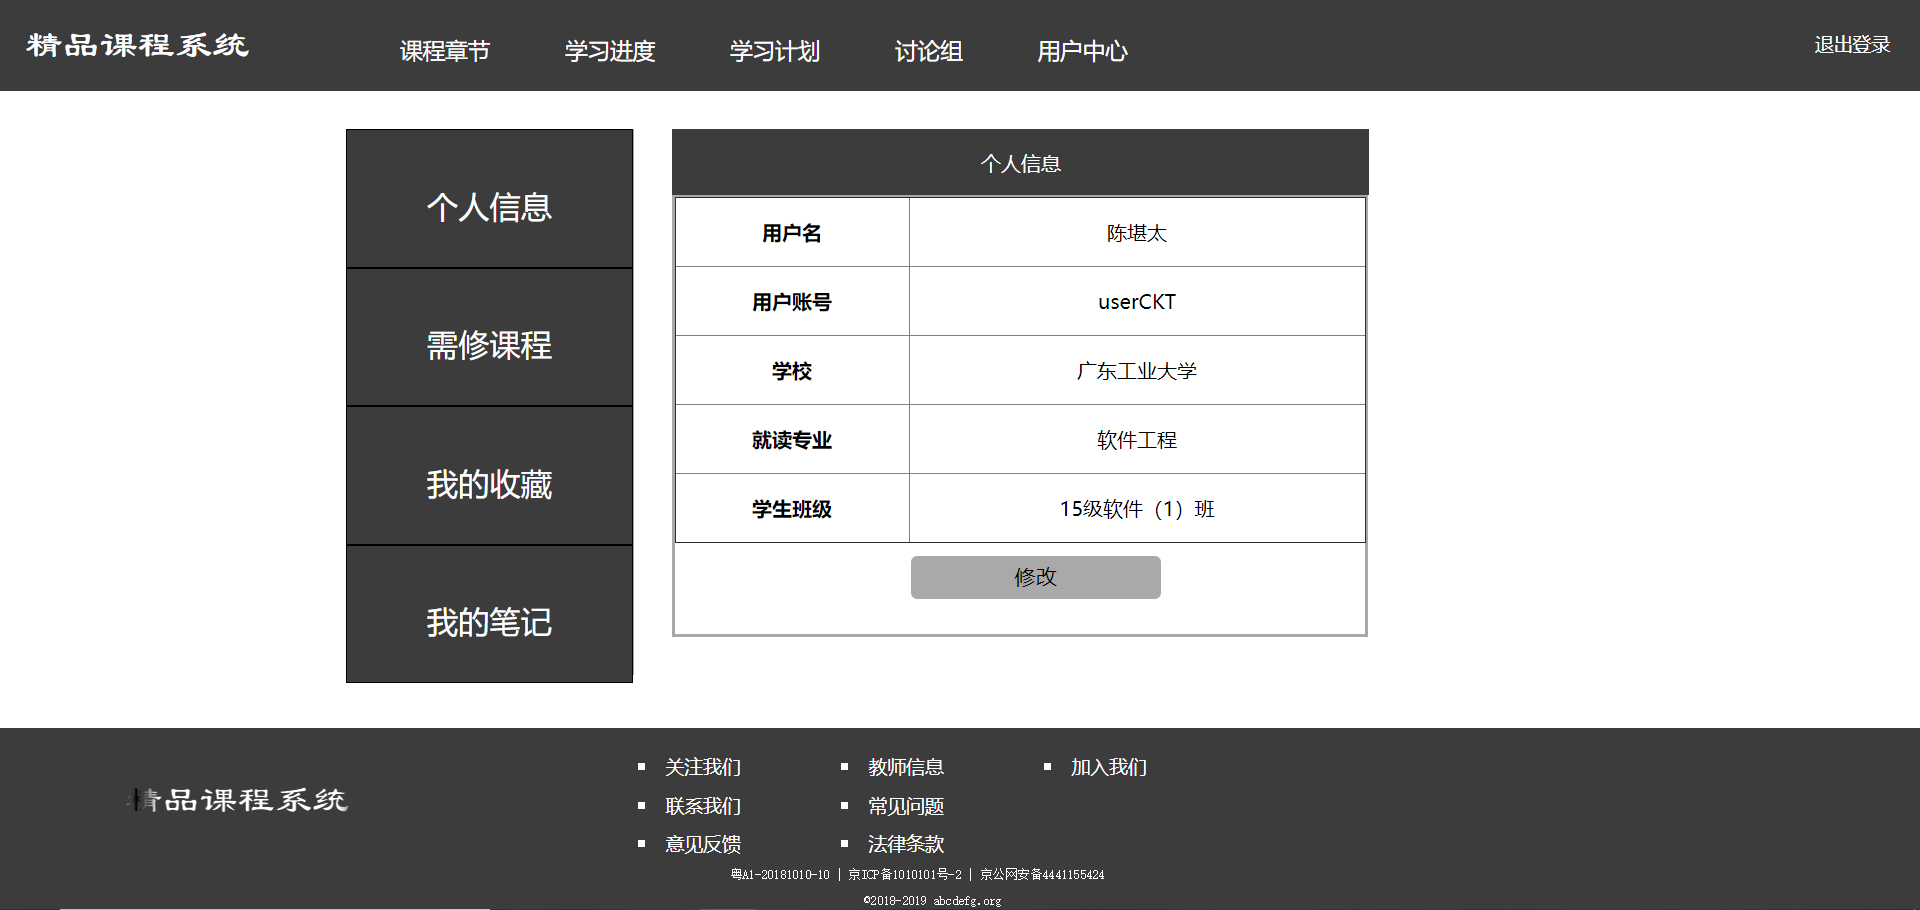 精品课程系统 课程章节 学习进度 学习计划 讨论组 用户中心 退出登录
个人信息
需修课程
我的收藏
我的笔记
个人信息
用户名 陈堪太
用户账号 userCKT
学校 广东工业大学
就读专业 软件工程
学生班级 15级软件（1）班
修改
精品课程系统
关注我们 教师信息 加入我们
联系我们 常见问题
意见反馈 法律条款
粤A1-20181010-10 | 京ICP备1010101号-2 | 京公网安备4441155424
©2018-2019 abcdefg.org